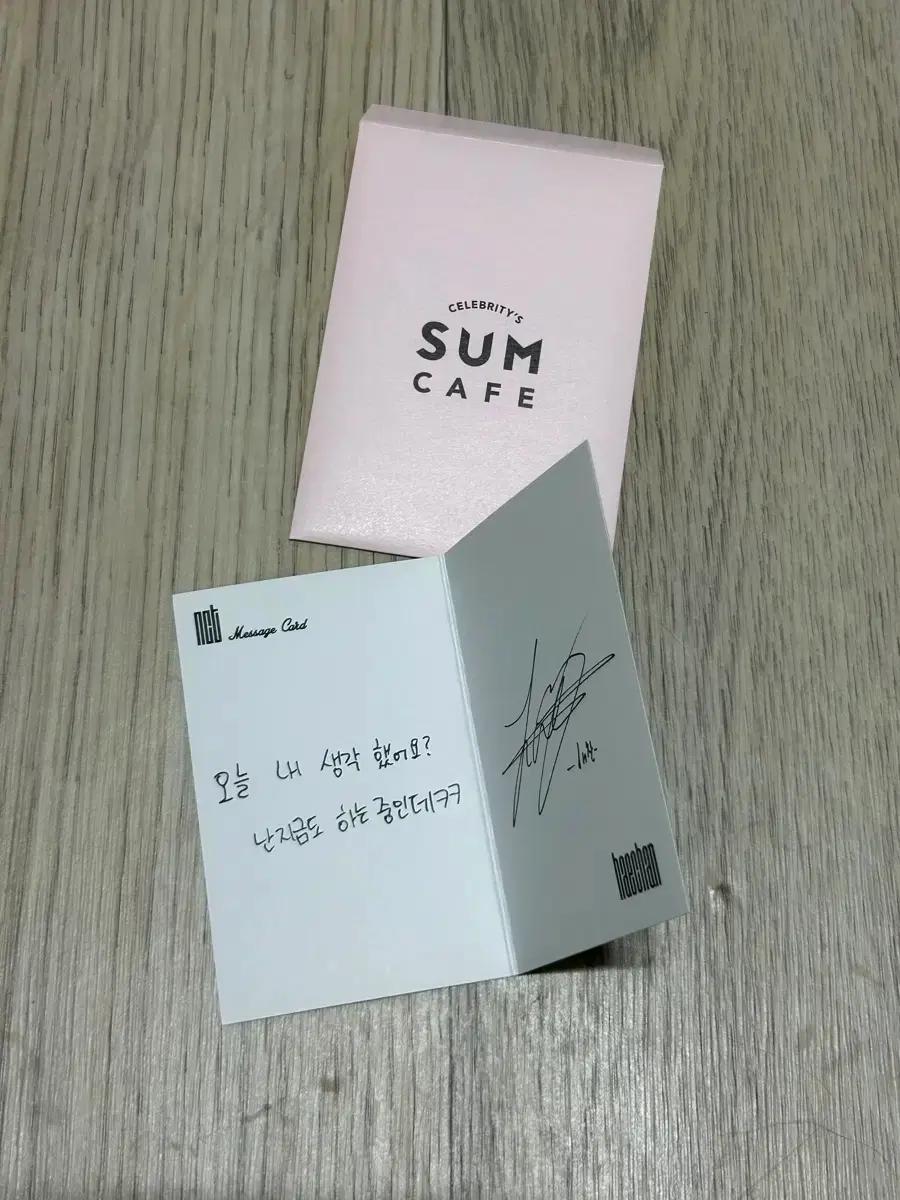 CELEBRITY'S
SUM
CAFE
nct Message Card
오늘 내 생각 했어요?
난 지금도 하는 중인데ㅋㅋ
haechan